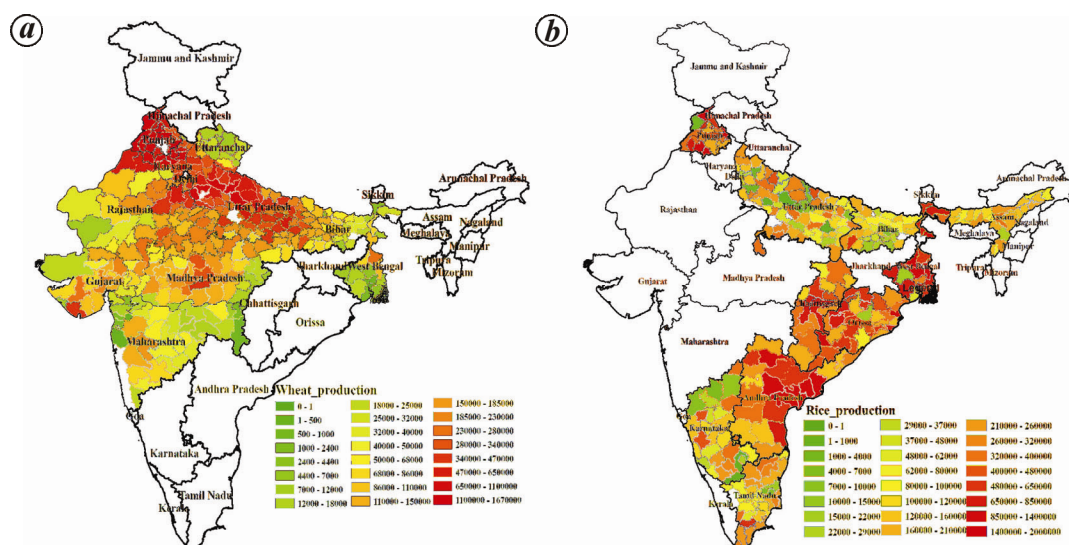 a
Jammu and Kashmir
Himachal Pradesh
Punjab
Uttaranchal
Haryana
Delhi
Arunachal Pradesh
Sikkim
Rajasthan
Uttar Pradesh
Assam
Nagaland
Bihar
Meghalaya
Manipur
Tripura
Mizoram
Jharkhand
West Bengal
Gujarat
Madhya Pradesh
Chhattisgarh
Orissa
Maharashtra
Andhra Pradesh
Goa
Karnataka
Tamil Nadu
Kerala
Wheat_production
0 - 1
1 - 500
500 - 1000
1000 - 2400
2400 - 4400
4400 - 7000
7000 - 12000
12000 - 18000
18000 - 25000
25000 - 32000
32000 - 40000
40000 - 50000
50000 - 68000
68000 - 86000
86000 - 110000
110000 - 150000
150000 - 185000
185000 - 230000
230000 - 280000
280000 - 340000
340000 - 470000
470000 - 650000
650000 - 1100000
1100000 - 1670000
b
Jammu and Kashmir
Himachal Pradesh
Punjab
Uttaranchal
Haryana
Arunachal Pradesh
Sikkim
Rajasthan
Uttar Pradesh
Assam
Nagaland
Bihar
Meghalaya
Manipur
Tripura
Mizoram
Jharkhand
West Bengal
Gujarat
Madhya Pradesh
Legend
Maharashtra
Andhra Pradesh
Goa
Karnataka
Tamil Nadu
Kerala
Rice_production
0 - 1
1 - 1000
1000 - 4000
4000 - 7000
7000 - 10000
10000 - 15000
15000 - 22000
22000 - 29000
29000 - 37000
37000 - 48000
48000 - 62000
62000 - 80000
80000 - 100000
100000 - 120000
120000 - 160000
160000 - 210000
210000 - 260000
260000 - 320000
320000 - 400000
400000 - 480000
480000 - 650000
650000 - 850000
850000 - 1400000
1400000 - 2000000